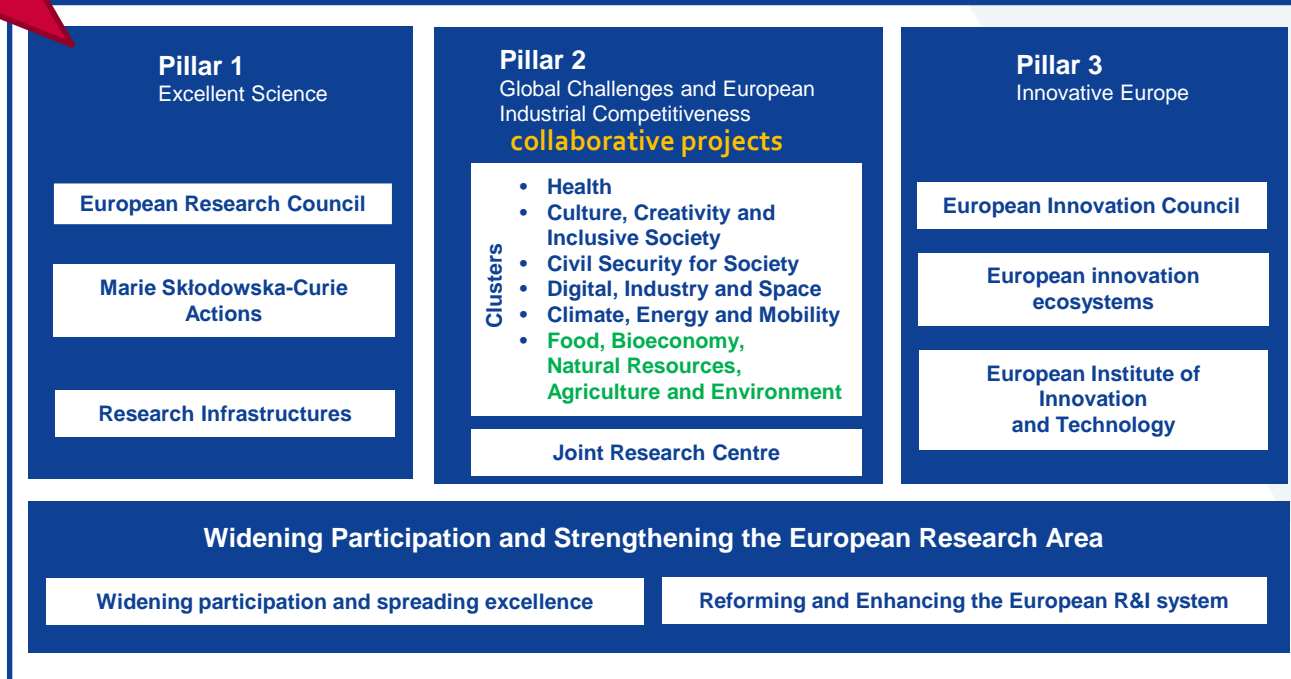 Pillar 1
Excellent Science
European Research Council
Marie Skłodowska-Curie
Actions
Research Infrastructures
Pillar 2
Global Challenges and European
Industrial Competitiveness
collaborative projects
Clusters
• Health
• Culture, Creativity and
Inclusive Society
• Civil Security for Society
• Digital, Industry and Space
• Climate, Energy and Mobility
• Food, Bioeconomy,
Natural Resources,
Agriculture and Environment
Joint Research Centre
Pillar 3
Innovative Europe
European Innovation Council
European innovation
ecosystems
European Institute of
Innovation
and Technology
Widening Participation and Strengthening the European Research Area
Widening participation and spreading excellence
Reforming and Enhancing the European R&I system